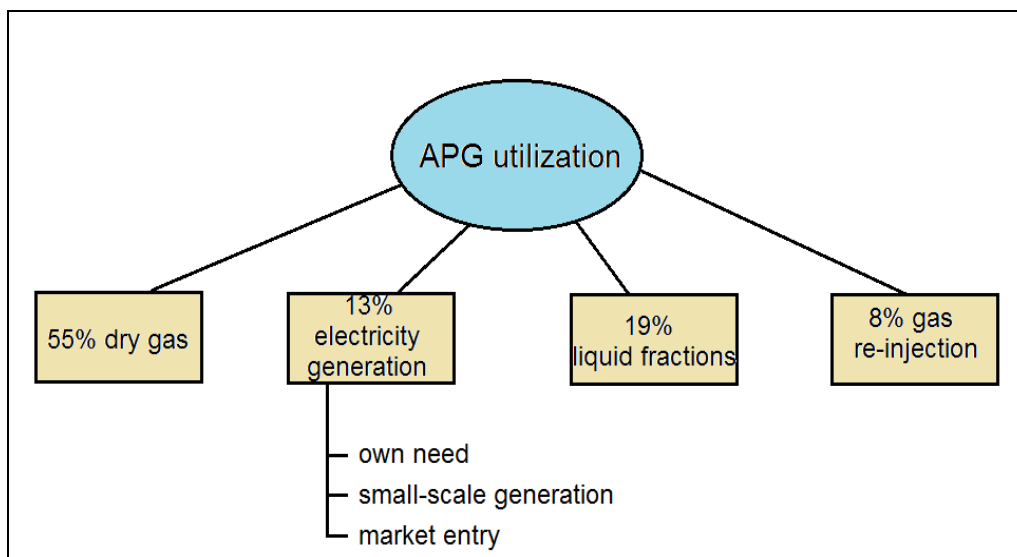 APG utilization
55% dry gas
13%
electricity
generation
19%
liquid fractions
8% gas
re-injection
own need
small-scale generation
market entry